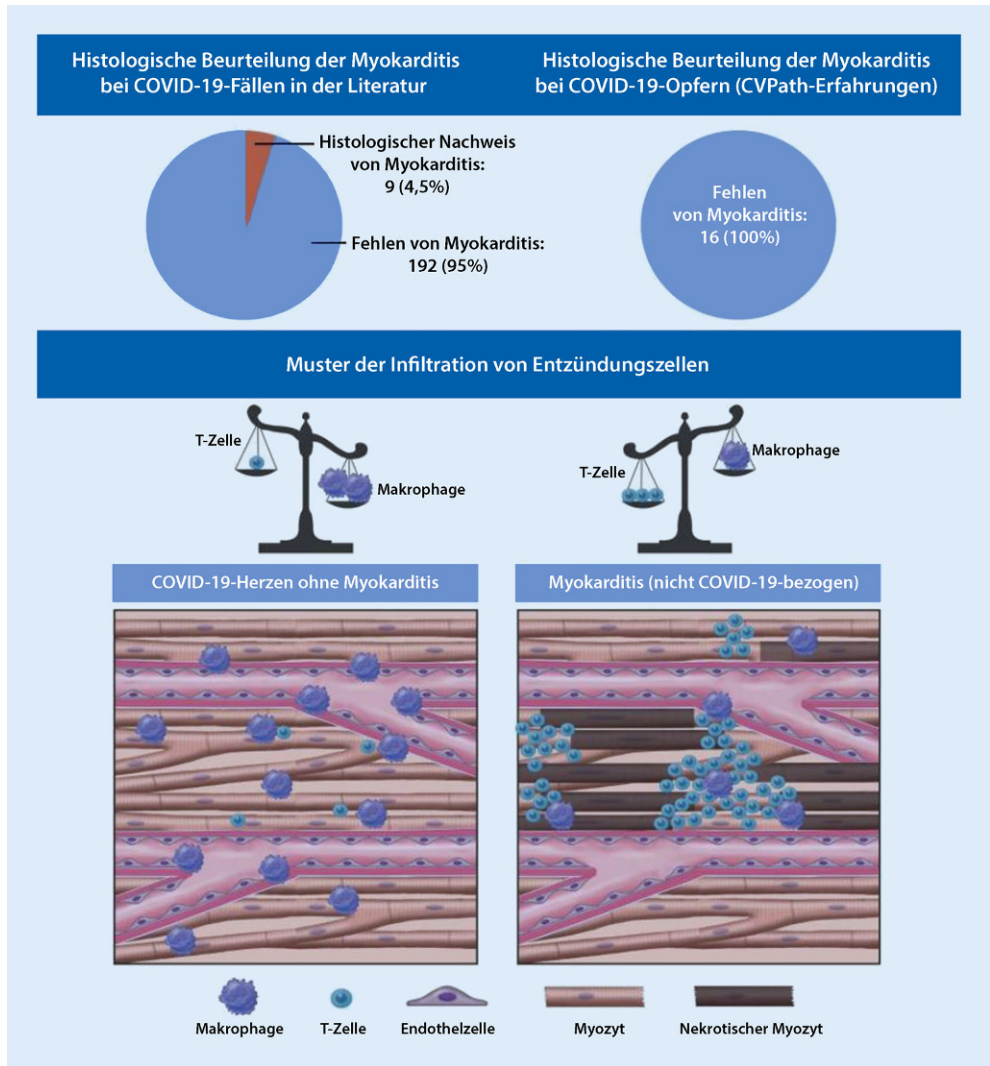 Histologische Beurteilung der Myokarditis
bei COVID-19-Fällen in der Literatur
Histologische Beurteilung der Myokarditis
bei COVID-19-Opfern (CVPath-Erfahrungen)
Histologischer Nachweis
von Myokarditis:
9 (4,5%)
Fehlen von Myokarditis:
192 (95%)
Fehlen
von Myokarditis:
16 (100%)
Muster der Infiltration von Entzündungszellen
T-Zelle
Makrophage
Makrophage
T-Zelle
COVID-19-Herzen ohne Myokarditis
Myokarditis (nicht COVID-19-bezogen)
Makrophage
T-Zelle
Endothelzelle
Myozyt
Nekrotischer Myozyt